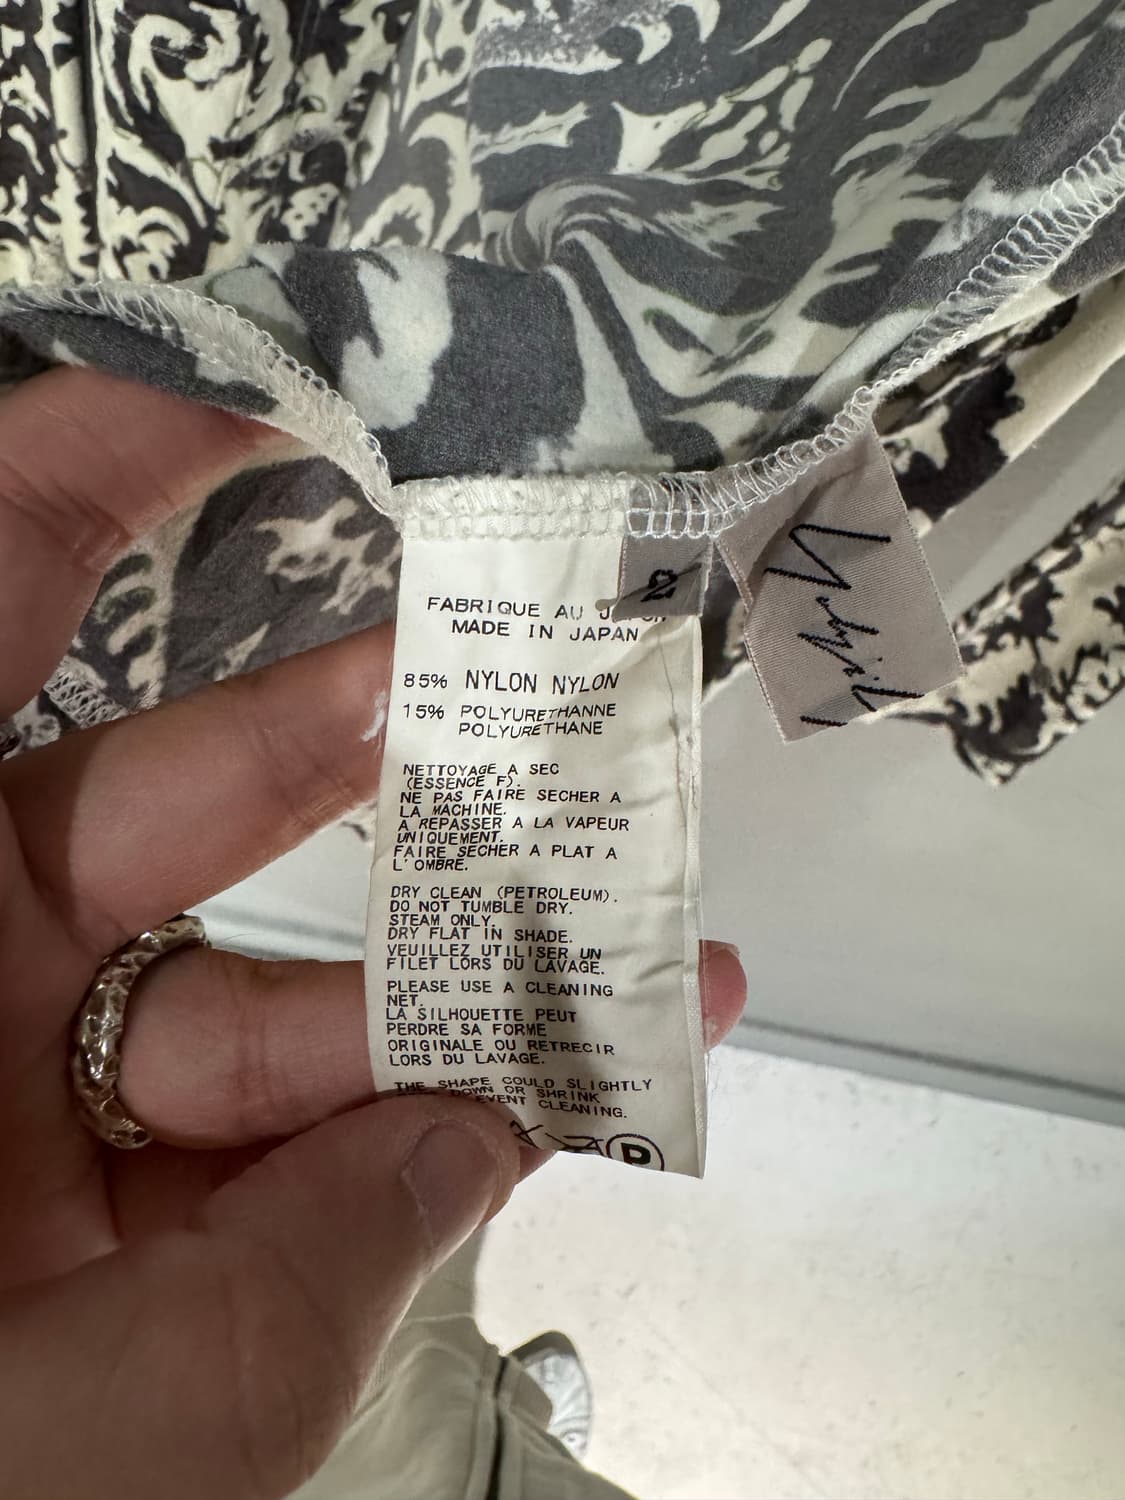 2
FABRIQUE AU
MADE IN JAPAN
85% NYLON NYLON
15% POLYURETHANNE
POLYURETHANE
NETTOYAGE A SEC
(ESSENCE F).
NE PAS FAIRE SECHER A
LA MACHINE.
A REPASSER A LA VAPEUR
UNIQUEMENT.
FAIRE SECHER A PLAT A
L'OMBRE.
DRY CLEAN (PETROLEUM).
DO NOT TUMBLE DRY.
STEAM ONLY.
DRY FLAT IN SHADE.
VEUILLEZ UTILISER UN
FILET LORS DU LAVAGE.
PLEASE USE A CLEANING
NET.
LA SILHOUETTE PEUT
PERDRE SA FORME
ORIGINALE OU RETRECIR
LORS DU LAVAGE.
THE SHAPE COULD SLIGHTLY
DOWN OR SHRINK
CLEANING.
P